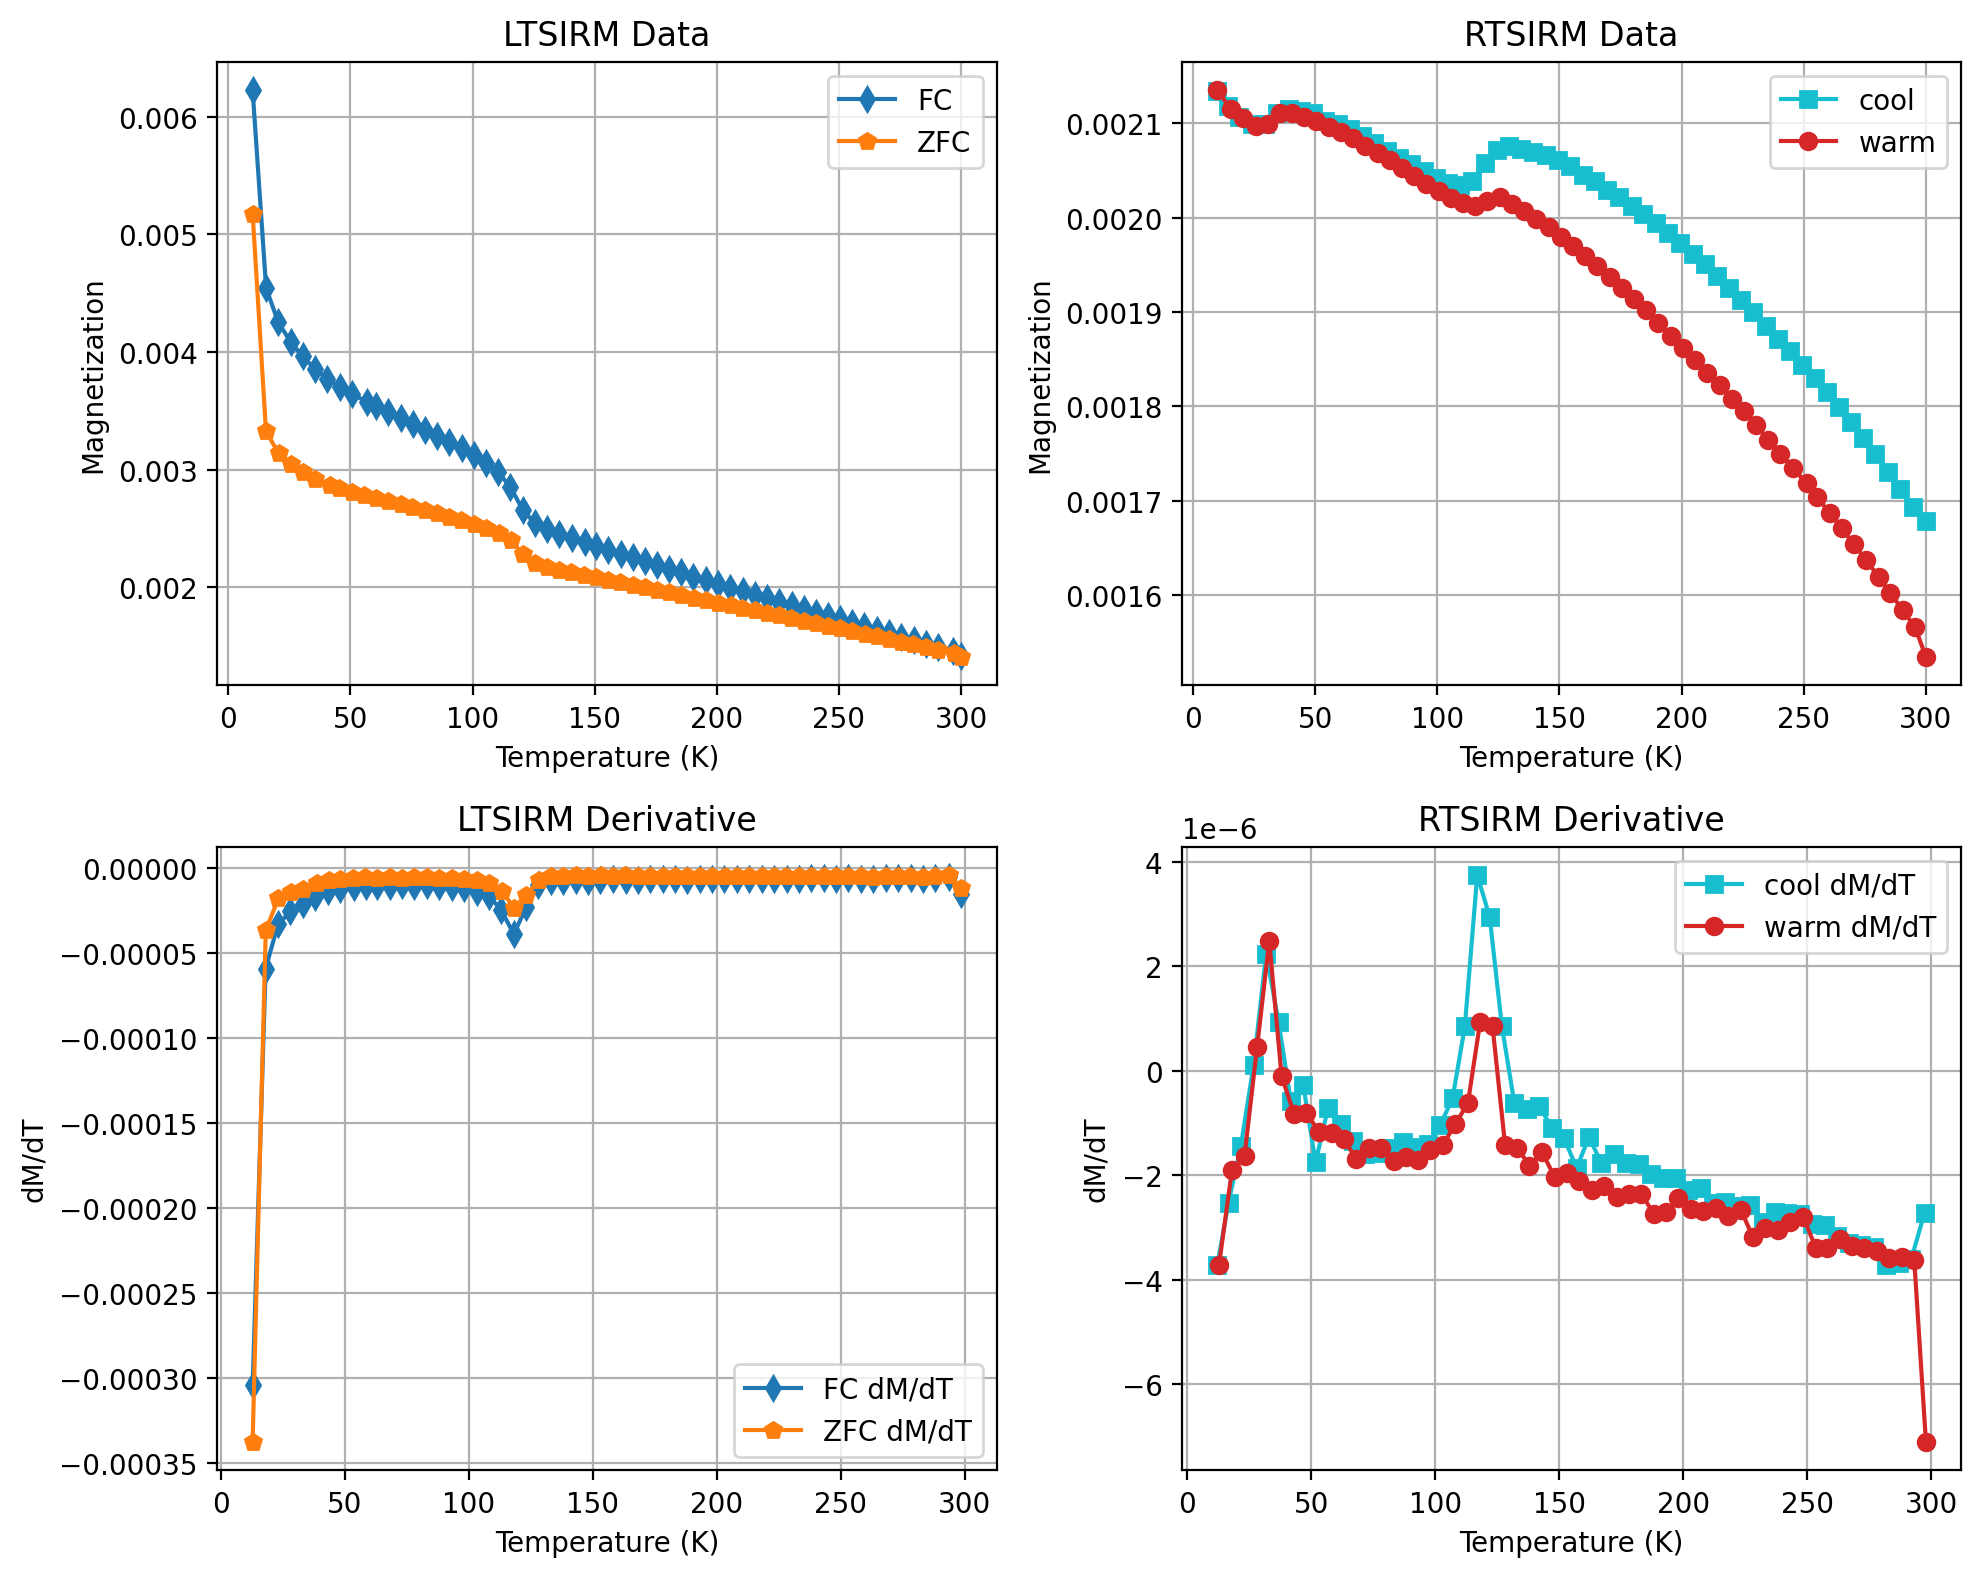 LTSIRM Data
FC
ZFC
0.006
0.005
0.004
0.003
0.002
Magnetization
0 50 100 150 200 250 300
Temperature (K)
RTSIRM Data
cool
warm
0.0021
0.0020
0.0019
0.0018
0.0017
0.0016
Magnetization
0 50 100 150 200 250 300
Temperature (K)
LTSIRM Derivative
0.00000
−0.00005
−0.00010
−0.00015
−0.00020
−0.00025
−0.00030
−0.00035
dM/dT
FC dM/dT
ZFC dM/dT
0 50 100 150 200 250 300
Temperature (K)
RTSIRM Derivative
1e−6
cool dM/dT
warm dM/dT
4
2
0
−2
−4
−6
dM/dT
0 50 100 150 200 250 300
Temperature (K)